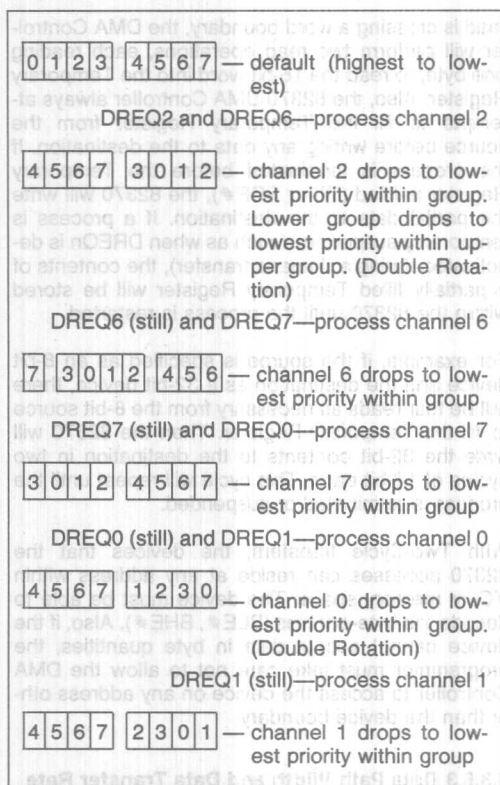 0 1 2 3 4 5 6 7 — default (highest to low-
est)
DREQ2 and DREQ6—process channel 2
4 5 6 7 3 0 1 2 — channel 2 drops to low-
est priority within group.
Lower group drops to
lowest priority within up-
per group. (Double Rota-
tion)
DREQ6 (still) and DREQ7—process channel 6
7 3 0 1 2 4 5 6 — channel 6 drops to low-
est priority within group
DREQ7 (still) and DREQ0—process channel 7
3 0 1 2 4 5 6 7 — channel 7 drops to low-
est priority within group
DREQ0 (still) and DREQ1—process channel 0
4 5 6 7 1 2 3 0 — channel 0 drops to low-
est priority within group.
(Double Rotation)
DREQ1 (still)—process channel 1
4 5 6 7 2 3 0 1 — channel 1 drops to low-
est priority within group